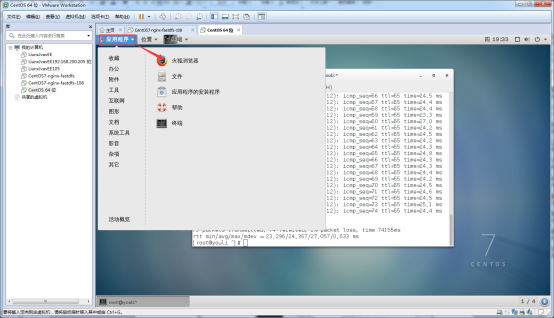 CentOS 64 位 - VMware Workstation
文件(F) 编辑(E) 查看(V) 虚拟机(M) 选项卡(T) 帮助(H)
库
在此处键入内容进行搜索
我的计算机
CentOS7-nginx-fastdfs
CentOS7-nginx-fastdfs-108
CentOS 64 位
共享的虚拟机
主页 CentOS7-nginx-fastdfs-108 CentOS 64 位
应用程序 位置 终端 四 19:33
收藏
办公
附件
工具
互联网
图形
文档
系统工具
影音
杂项
其它
活动概览
火狐浏览器
文件
应用程序的安装程序
帮助
终端
12): icmp_seq=66 ttl=65 time=24.5 ms
12): icmp_seq=67 ttl=65 time=24.4 ms
12): icmp_seq=68 ttl=65 time=24.4 ms
12): icmp_seq=69 ttl=65 time=23.3 ms
12): icmp_seq=60 ttl=65 time=27.0 ms
12): icmp_seq=61 ttl=65 time=24.2 ms
12): icmp_seq=62 ttl=65 time=24.5 ms
12): icmp_seq=63 ttl=65 time=24.2 ms
12): icmp_seq=64 ttl=65 time=24.2 ms
12): icmp_seq=65 ttl=65 time=24.8 ms
12): icmp_seq=66 ttl=65 time=24.3 ms
12): icmp_seq=67 ttl=65 time=24.3 ms
12): icmp_seq=68 ttl=65 time=24.4 ms
12): icmp_seq=69 ttl=65 time=24.2 ms
12): icmp_seq=70 ttl=65 time=24.5 ms
12): icmp_seq=71 ttl=65 time=24.6 ms
12): icmp_seq=72 ttl=65 time=24.5 ms
12): icmp_seq=73 ttl=65 time=25.1 ms
12): icmp_seq=74 ttl=65 time=24.4 ms
packet loss, time 74155ms
rtt min/avg/max/mdev = 23.296/24.367/27.057/0.633 ms
[root@youli ~]#
7
CENTOS
root@youli:~ 1 / 4
要将输入定向到该虚拟机，请将鼠标指针移入其中或按 Ctrl+G。